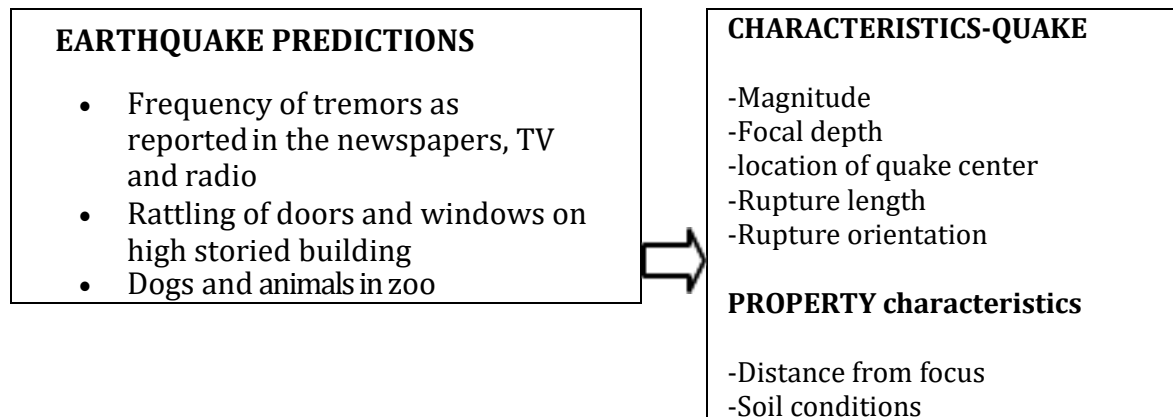 EARTHQUAKE PREDICTIONS
• Frequency of tremors as
reported in the newspapers, TV
and radio
• Rattling of doors and windows on
high storied building
• Dogs and animals in zoo
CHARACTERISTICS-QUAKE
-Magnitude
-Focal depth
-location of quake center
-Rupture length
-Rupture orientation
PROPERTY characteristics
-Distance from focus
-Soil conditions